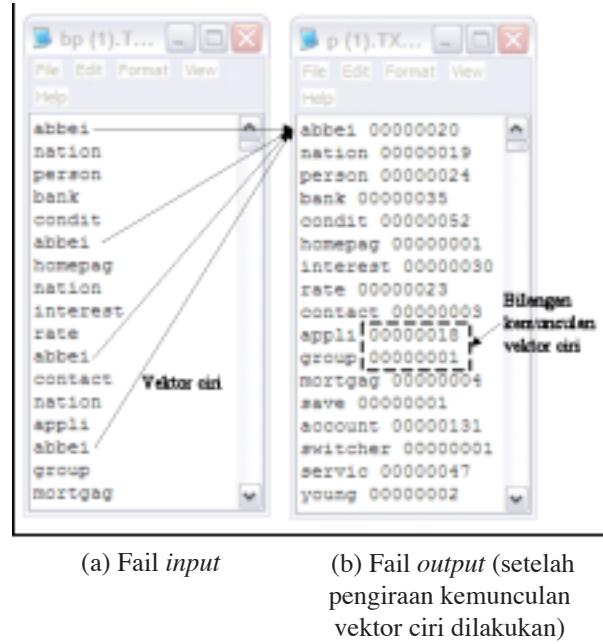 bp (1).T...
File Edit Format View
Help
abbei
nation
person
bank
condit
abbei
homepag
nation
interest
rate
abbei
contact
nation
appli
abbei
group
mortgag
Vektor ciri
p (1).TX...
File Edit Format View
Help
abbei 00000020
nation 00000019
person 00000024
bank 00000035
condit 00000052
homepag 00000001
interest 00000030
rate 00000023
contact 00000003
appli 00000018
group 00000001
mortgag 00000004
save 00000001
account 00000131
switcher 00000001
servic 00000047
young 00000002
Bilangan
kemunculan
vektor ciri
(a) Fail input
(b) Fail output (setelah
pengiraan kemunculan
vektor ciri dilakukan)